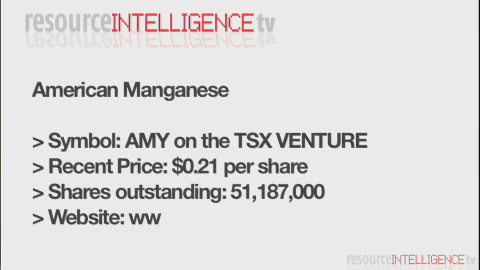 resourceINTELLIGENCE tv
American Manganese
> Symbol: AMY on the TSX VENTURE
> Recent Price: $0.21 per share
> Shares outstanding: 51,187,000
> Website: ww
resourceINTELLIGENCE tv